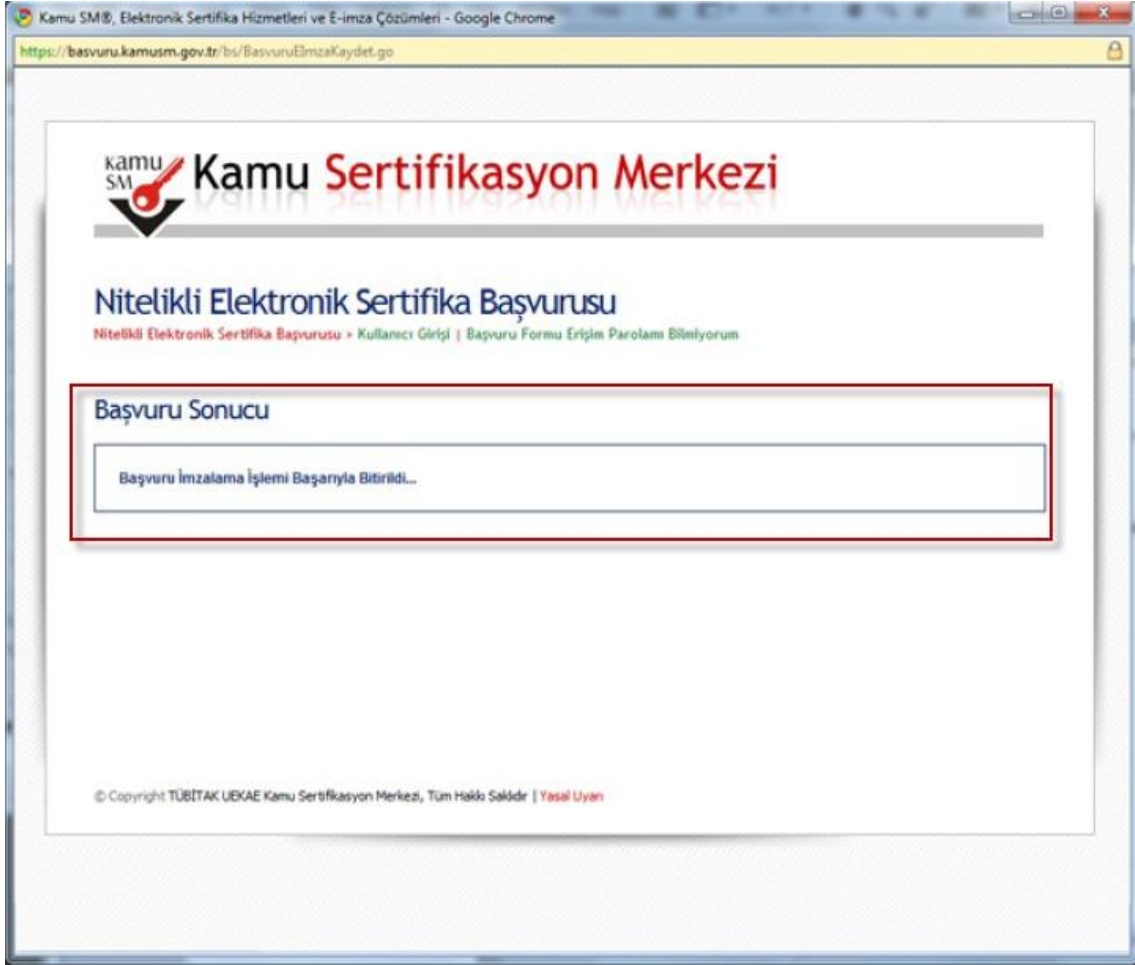 Kamu SM®, Elektronik Sertifika Hizmetleri ve E-imza Çözümleri - Google Chrome
https://basvuru.kamusm.gov.tr/bs/BasvuruEImzaKaydet.go
kamu
SM
Kamu Sertifikasyon Merkezi
Nitelikli Elektronik Sertifika Başvurusu
Nitelikli Elektronik Sertifika Başvurusu > Kullanıcı Girişi | Başvuru Formu Erişim Parolamı Bilmiyorum
Başvuru Sonucu
Başvuru İmzalama İşlemi Başarıyla Bitirildi...
© Copyright TÜBİTAK UEKAE Kamu Sertifikasyon Merkezi, Tüm Hakkı Saklıdır | Yasal Uyarı